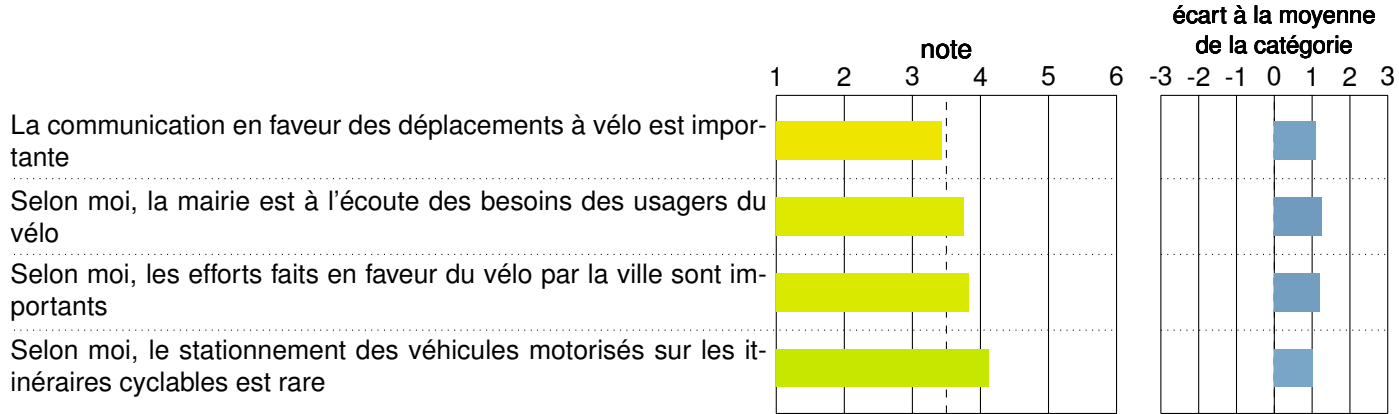 écart à la moyenne
de la catégorie
note
1 2 3 4 5 6
-3 -2 -1 0 1 2 3
La communication en faveur des déplacements à vélo est impor-
tante
Selon moi, la mairie est à l'écoute des besoins des usagers du
vélo
Selon moi, les efforts faits en faveur du vélo par la ville sont im-
portants
Selon moi, le stationnement des véhicules motorisés sur les it-
inéraires cyclables est rare